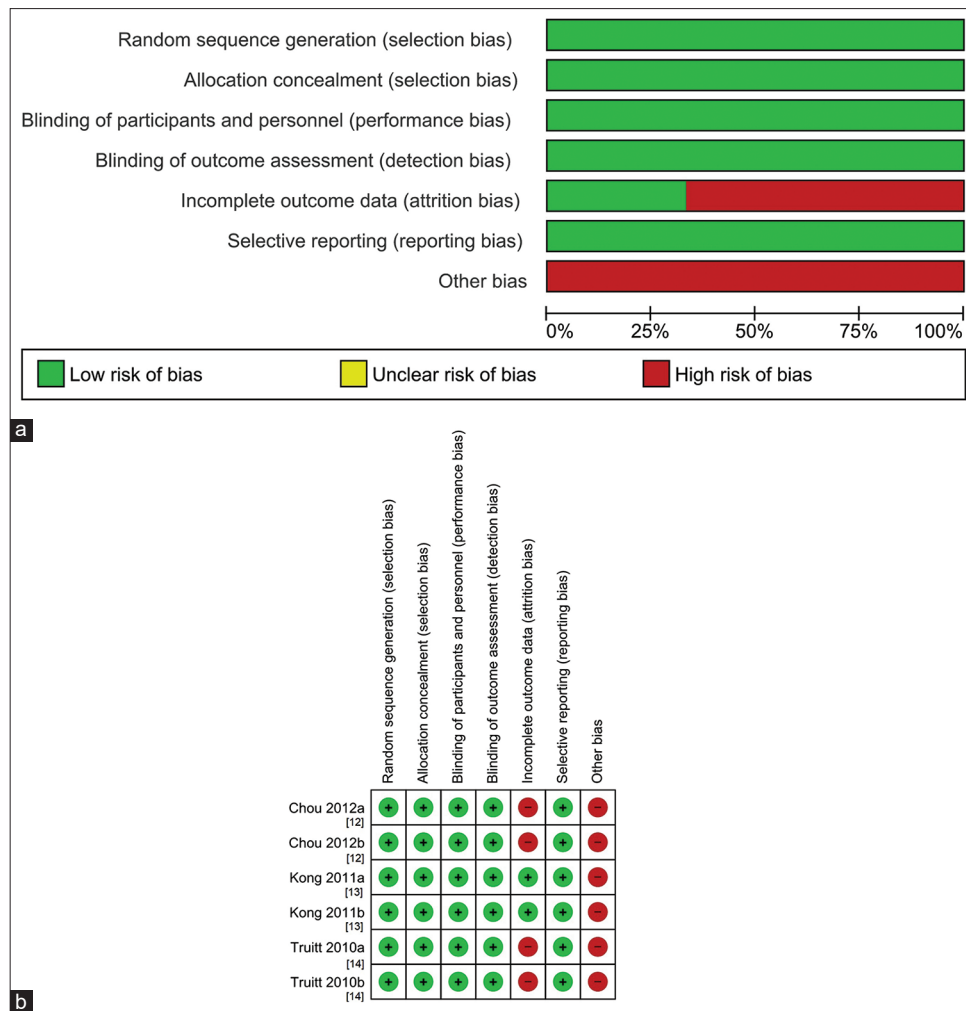 Random sequence generation (selection bias)
Allocation concealment (selection bias)
Blinding of participants and personnel (performance bias)
Blinding of outcome assessment (detection bias)
Incomplete outcome data (attrition bias)
Selective reporting (reporting bias)
Other bias
0% 25% 50% 75% 100%
Low risk of bias Unclear risk of bias High risk of bias
a
Random sequence generation (selection bias)
Allocation concealment (selection bias)
Blinding of participants and personnel (performance bias)
Blinding of outcome assessment (detection bias)
Incomplete outcome data (attrition bias)
Selective reporting (reporting bias)
Other bias
Chou 2012a [12] + + + + − + −
Chou 2012b [12] + + + + − + −
Kong 2011a [13] + + + + + + −
Kong 2011b [13] + + + + + + −
Truitt 2010a [14] + + + + − + −
Truitt 2010b [14] + + + + − + −
b